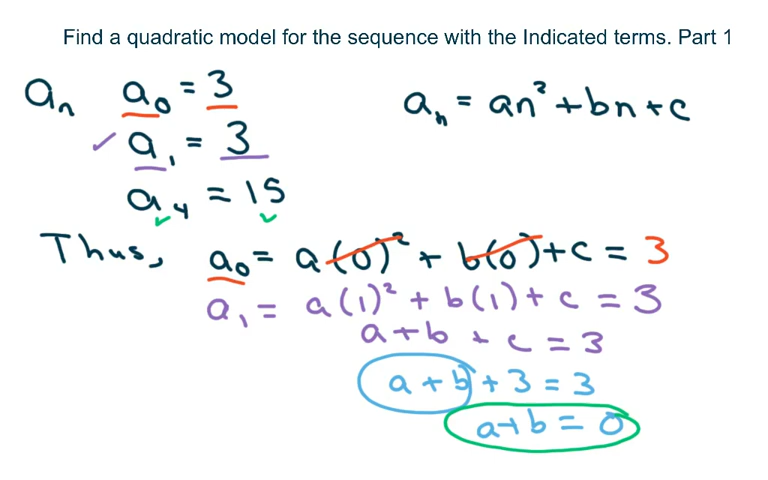 Find a quadratic model for the sequence with the Indicated terms. Part 1
aₙ a₀ = 3 aₙ = an² + bn + c
✓ a₁ = 3
a₄ = 15
Thus, a₀ = a(0)² + b(0) + c = 3
a₁ = a(1)² + b(1) + c = 3
a + b + c = 3
a + b + 3 = 3
a + b = 0